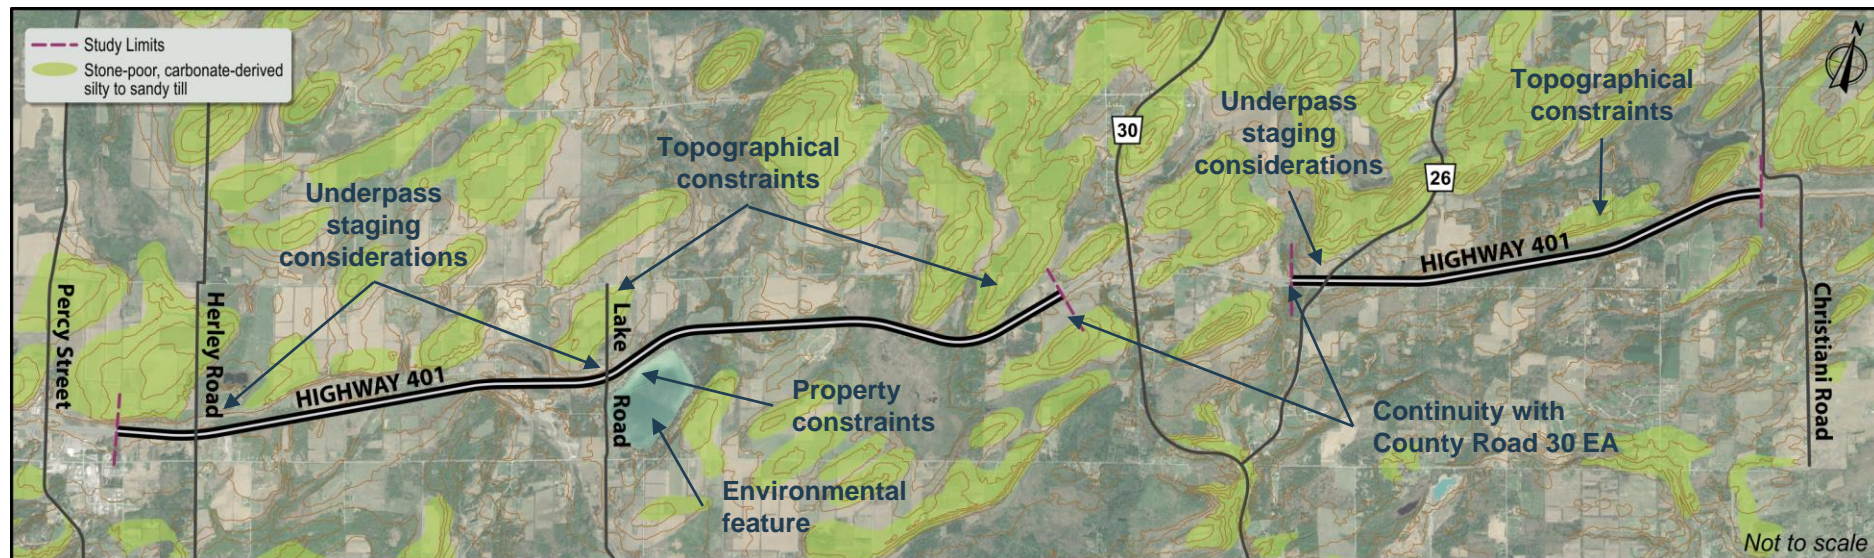 Study Limits
Stone-poor, carbonate-derived
silty to sandy till
N
Topographical
constraints
Underpass
staging
considerations
30
Topographical
constraints
26
Underpass
staging
considerations
HIGHWAY 401
Percy Street
Herley Road
Lake
Road
Christiani Road
HIGHWAY 401
Property
constraints
Continuity with
County Road 30 EA
Environmental
feature
Not to scale